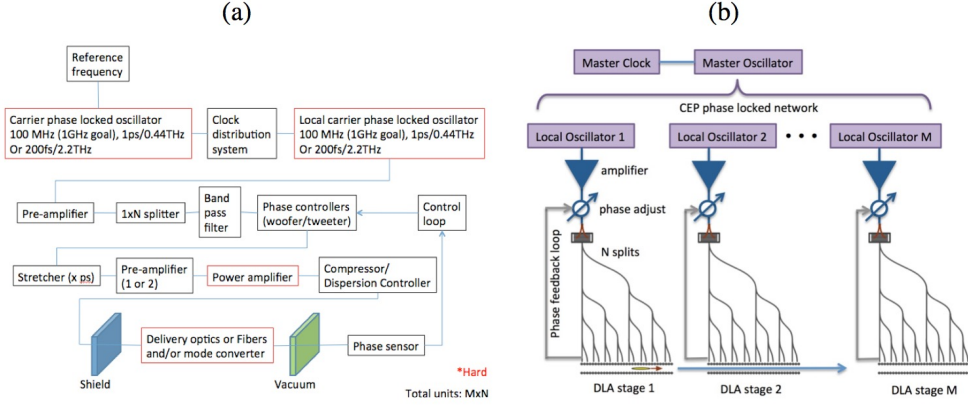 (a)
Reference
frequency
Carrier phase locked oscillator
100 MHz (1GHz goal), 1ps/0.44THz
Or 200fs/2.2THz
Clock
distribution
system
Local carrier phase locked oscillator
100 MHz (1GHz goal), 1ps/0.44THz
Or 200fs/2.2THz
Pre-amplifier
1xN splitter
Band
pass
filter
Phase controllers
(woofer/tweeter)
Control
loop
Stretcher (x ps)
Pre-amplifier
(1 or 2)
Power amplifier
Compressor/
Dispersion Controller
Delivery optics or Fibers
and/or mode converter
Phase sensor
Shield
Vacuum
*Hard
Total units: MxN
(b)
Master Clock
Master Oscillator
CEP phase locked network
Local Oscillator 1
Local Oscillator 2
• • •
Local Oscillator M
amplifier
phase adjust
N splits
Phase feedback loop
DLA stage 1
DLA stage 2
DLA stage M